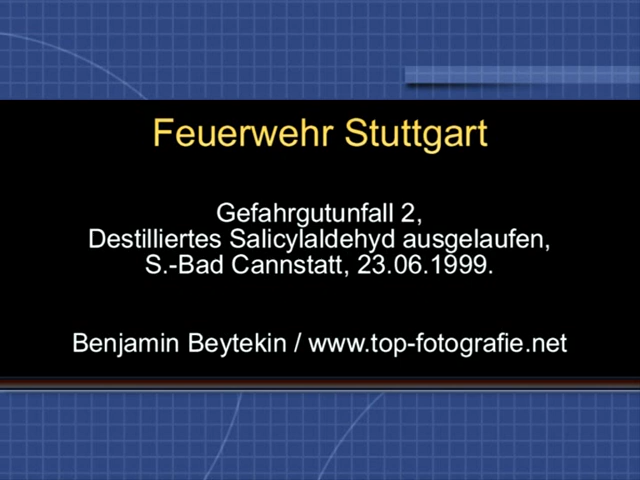 Feuerwehr Stuttgart
Gefahrgutunfall 2,
Destilliertes Salicylaldehyd ausgelaufen,
S.-Bad Cannstatt, 23.06.1999.
Benjamin Beytekin / www.top-fotografie.net